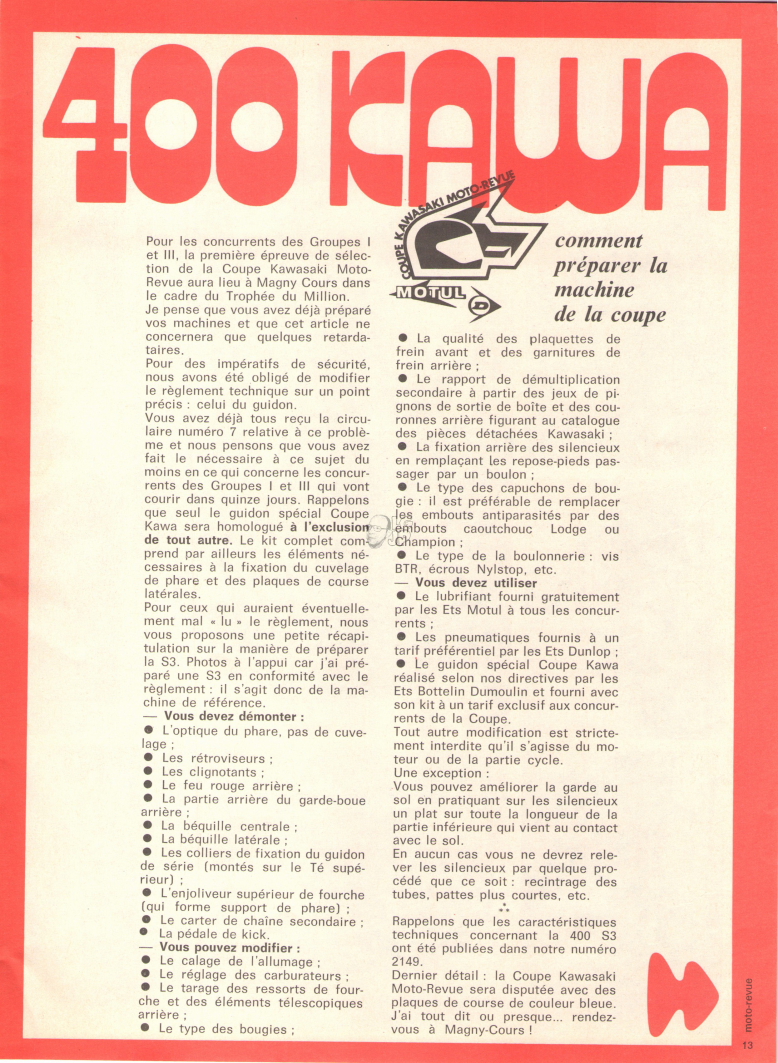 400 KAWA
COUPE KAWASAKI MOTO-REVUE
MOTUL
D
comment
préparer la
machine
de la coupe
Pour les concurrents des Groupes I
et III, la première épreuve de sélec-
tion de la Coupe Kawasaki Moto-
Revue aura lieu à Magny Cours dans
le cadre du Trophée du Million.
Je pense que vous avez déjà préparé
vos machines et que cet article ne
concernera que quelques retarda-
taires.
Pour des impératifs de sécurité,
nous avons été obligé de modifier
le règlement technique sur un point
précis : celui du guidon.
Vous avez déjà tous reçu la circu-
laire numéro 7 relative à ce problè-
me et nous pensons que vous avez
fait le nécessaire à ce sujet du
moins en ce qui concerne les concur-
rents des Groupes I et III qui vont
courir dans quinze jours. Rappelons
que seul le guidon spécial Coupe
Kawa sera homologué à l'exclusion
de tout autre. Le kit complet com-
prend par ailleurs les éléments né-
cessaires à la fixation du cuvelage
de phare et des plaques de course
latérales.
Pour ceux qui auraient éventuelle-
ment mal « lu » le règlement, nous
vous proposons une petite récapi-
tulation sur la manière de préparer
la S3. Photos à l'appui car j'ai pré-
paré une S3 en conformité avec le
règlement : il s'agit donc de la ma-
chine de référence.
— Vous devez démonter :
● L'optique du phare, pas de cuve-
lage ;
● Les rétroviseurs ;
● Les clignotants ;
● Le feu rouge arrière ;
● La partie arrière du garde-boue
arrière ;
● La béquille centrale ;
● La béquille latérale ;
● Les colliers de fixation du guidon
de série (montés sur le Té supé-
rieur) ;
● L'enjoliveur supérieur de fourche
(qui forme support de phare) ;
● Le carter de chaîne secondaire ;
● La pédale de kick.
— Vous pouvez modifier :
● Le calage de l'allumage ;
● Le réglage des carburateurs ;
● Le tarage des ressorts de four-
che et des éléments télescopiques
arrière ;
● Le type des bougies ;
● La qualité des plaquettes de
frein avant et des garnitures de
frein arrière ;
● Le rapport de démultiplication
secondaire à partir des jeux de pi-
gnons de sortie de boîte et des cou-
ronnes arrière figurant au catalogue
des pièces détachées Kawasaki ;
● La fixation arrière des silencieux
en remplaçant les repose-pieds pas-
sager par un boulon ;
● Le type des capuchons de bou-
gie : il est préférable de remplacer
les embouts antiparasités par des
embouts caoutchouc Lodge ou
Champion ;
● Le type de la boulonnerie : vis
BTR, écrous Nylstop, etc.
— Vous devez utiliser
● Le lubrifiant fourni gratuitement
par les Ets Motul à tous les concur-
rents ;
● Les pneumatiques fournis à un
tarif préférentiel par les Ets Dunlop ;
● Le guidon spécial Coupe Kawa
réalisé selon nos directives par les
Ets Bottelin Dumoulin et fourni avec
son kit à un tarif exclusif aux concur-
rents de la Coupe.
Tout autre modification est stricte-
ment interdite qu'il s'agisse du mo-
teur ou de la partie cycle.
Une exception :
Vous pouvez améliorer la garde au
sol en pratiquant sur les silencieux
un plat sur toute la longueur de la
partie inférieure qui vient au contact
avec le sol.
En aucun cas vous ne devrez rele-
ver les silencieux par quelque pro-
cédé que ce soit : recintrage des
tubes, pattes plus courtes, etc.
⁂
Rappelons que les caractéristiques
techniques concernant la 400 S3
ont été publiées dans notre numéro
2149.
Dernier détail : la Coupe Kawasaki
Moto-Revue sera disputée avec des
plaques de course de couleur bleue.
J'ai tout dit ou presque... rendez-
vous à Magny-Cours !
moto-revue
13